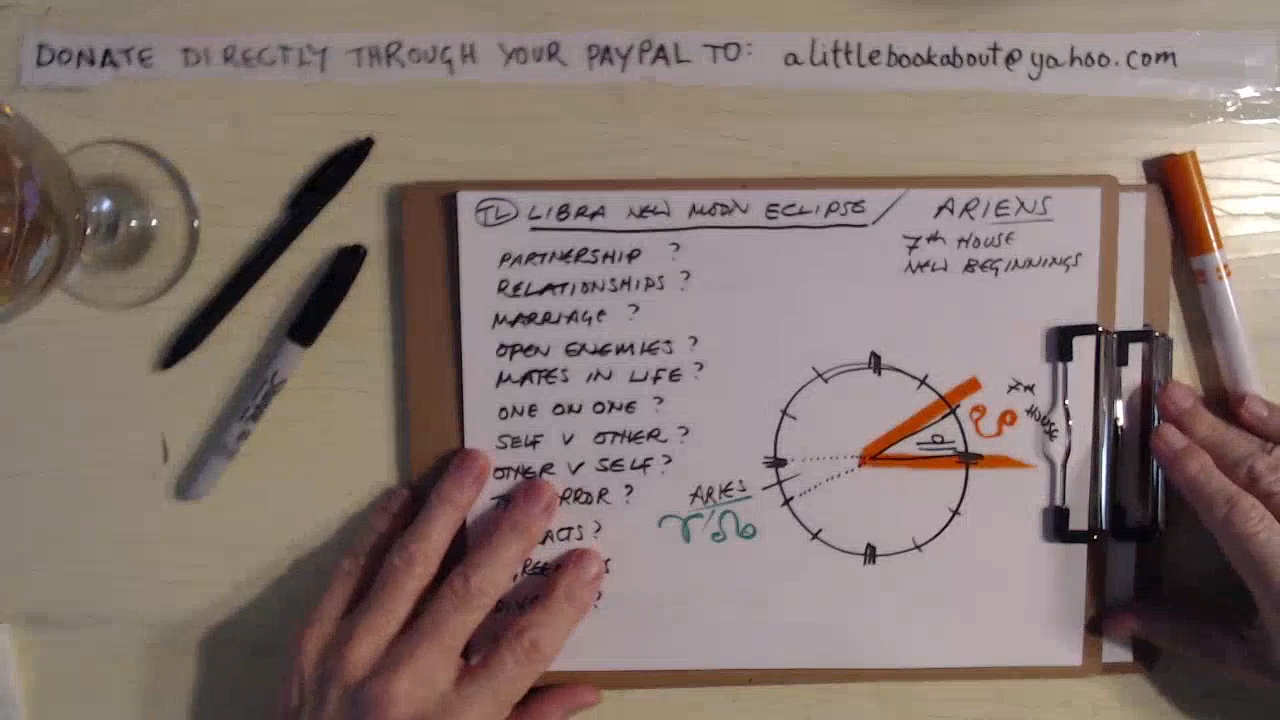 DONATE DIRECTLY THROUGH YOUR PAYPAL TO: alittlebookabout@yahoo.com
TL LIBRA NEW MOON ECLIPSE / ARIENS
7th HOUSE
NEW BEGINNINGS
PARTNERSHIP ?
RELATIONSHIPS ?
MARRIAGE ?
OPEN ENEMIES ?
MATES IN LIFE ?
ONE ON ONE ?
SELF V OTHER ?
OTHER V SELF ?
?
?
?
7th
HOUSE
♎
☋
ARIES
♈/☊